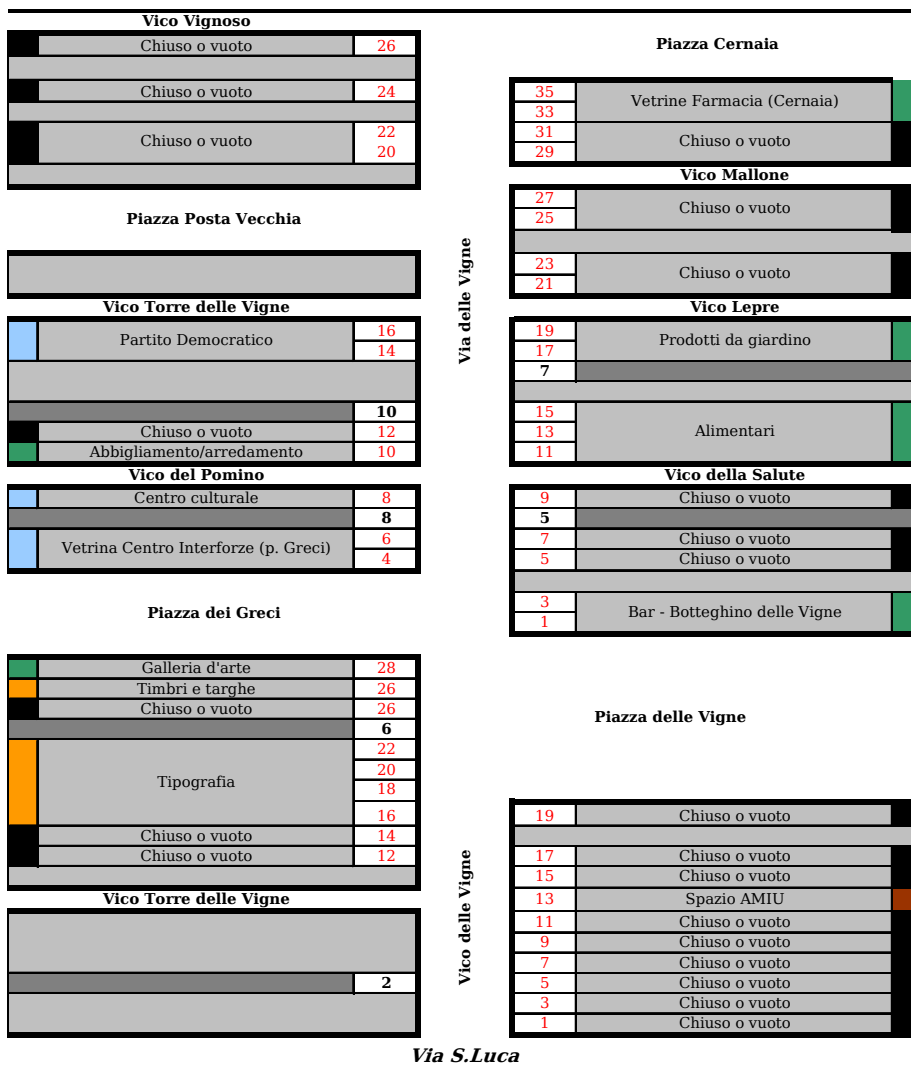 Vico Vignoso
Chiuso o vuoto 26
Chiuso o vuoto 24
Chiuso o vuoto 22
20
Piazza Posta Vecchia
Vico Torre delle Vigne
Partito Democratico 16
14
10
Chiuso o vuoto 12
Abbigliamento/arredamento 10
Vico del Pomino
Centro culturale 8
8
Vetrina Centro Interforze (p. Greci) 6
4
Piazza dei Greci
Galleria d'arte 28
Timbri e targhe 26
Chiuso o vuoto 26
6
Tipografia 22
20
18
16
Chiuso o vuoto 14
Chiuso o vuoto 12
Vico Torre delle Vigne
2
Via delle Vigne
Vico delle Vigne
Piazza Cernaia
35 Vetrine Farmacia (Cernaia)
33
31 Chiuso o vuoto
29
Vico Mallone
27 Chiuso o vuoto
25
23 Chiuso o vuoto
21
Vico Lepre
19 Prodotti da giardino
17
7
15
13 Alimentari
11
Vico della Salute
9 Chiuso o vuoto
5
7 Chiuso o vuoto
5 Chiuso o vuoto
3 Bar - Botteghino delle Vigne
1
Piazza delle Vigne
19 Chiuso o vuoto
17 Chiuso o vuoto
15 Chiuso o vuoto
13 Spazio AMIU
11 Chiuso o vuoto
9 Chiuso o vuoto
7 Chiuso o vuoto
5 Chiuso o vuoto
3 Chiuso o vuoto
1 Chiuso o vuoto
Via S.Luca